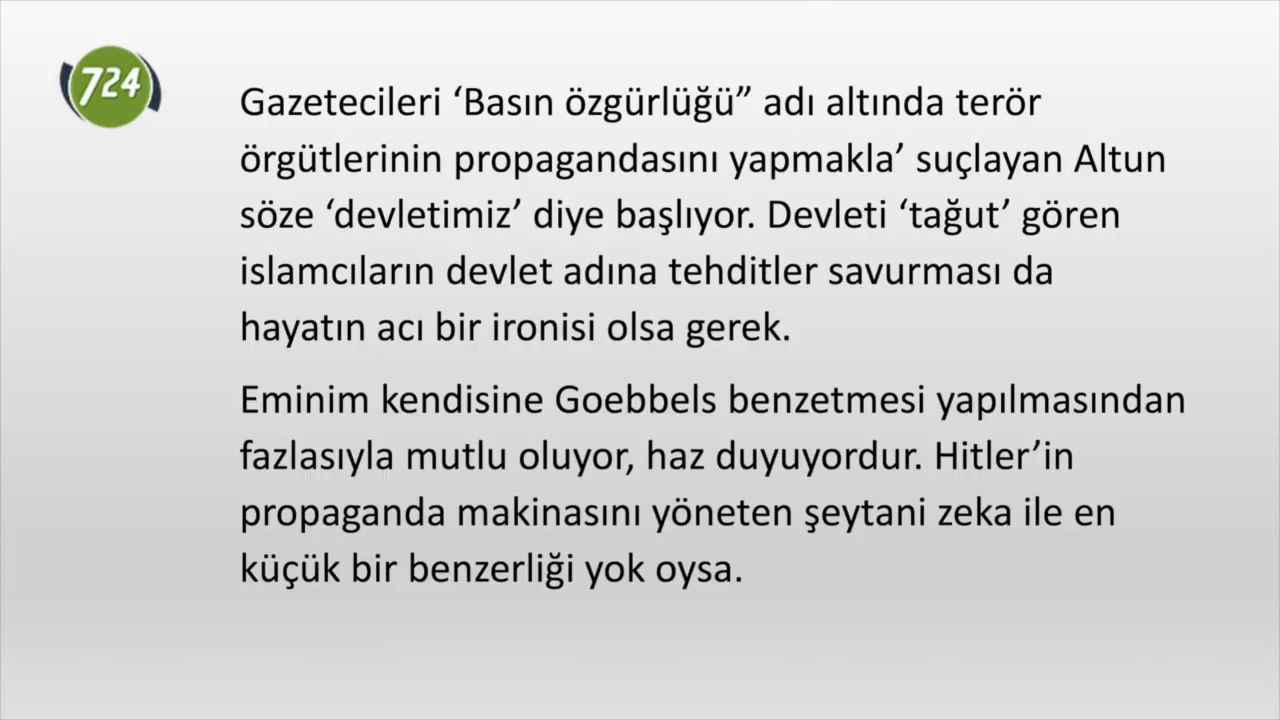 724
Gazetecileri ‘Basın özgürlüğü” adı altında terör
örgütlerinin propagandasını yapmakla’ suçlayan Altun
söze ‘devletimiz’ diye başlıyor. Devleti ‘tağut’ gören
islamcıların devlet adına tehditler savurması da
hayatın acı bir ironisi olsa gerek.
Eminim kendisine Goebbels benzetmesi yapılmasından
fazlasıyla mutlu oluyor, haz duyuyordur. Hitler’in
propaganda makinasını yöneten şeytani zeka ile en
küçük bir benzerliği yok oysa.